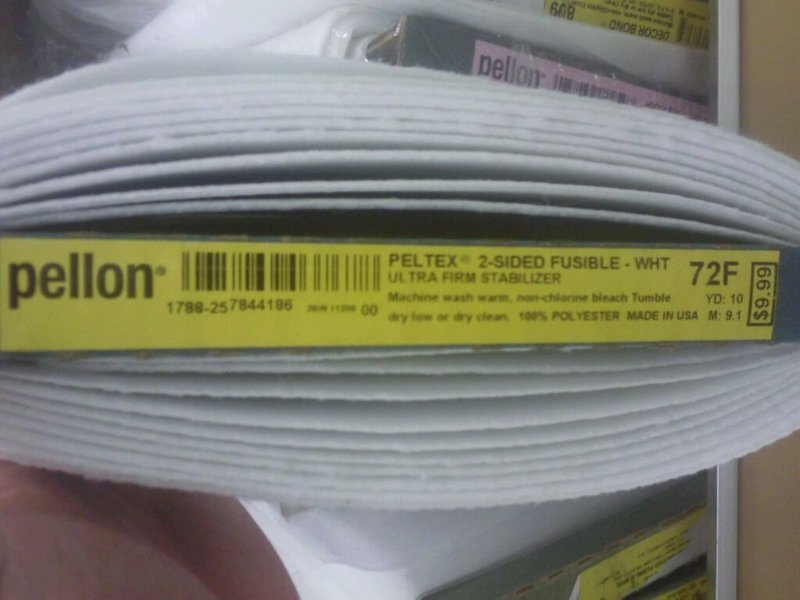 DECOR BOND
809
pellon
pellon®
1788-257844186
00
PELTEX® 2-SIDED FUSIBLE - WHT
ULTRA FIRM STABILIZER
Machine wash warm, non-chlorine bleach Tumble
dry low or dry clean. 100% POLYESTER MADE IN USA
72F
YD: 10
M: 9.1
$9.99